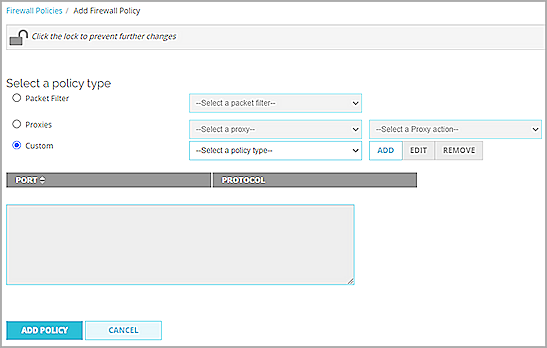 Firewall Policies / Add Firewall Policy
Click the lock to prevent further changes
Select a policy type
Packet Filter --Select a packet filter--
Proxies --Select a proxy-- --Select a Proxy action--
Custom --Select a policy type-- ADD EDIT REMOVE
PORT PROTOCOL
ADD POLICY CANCEL